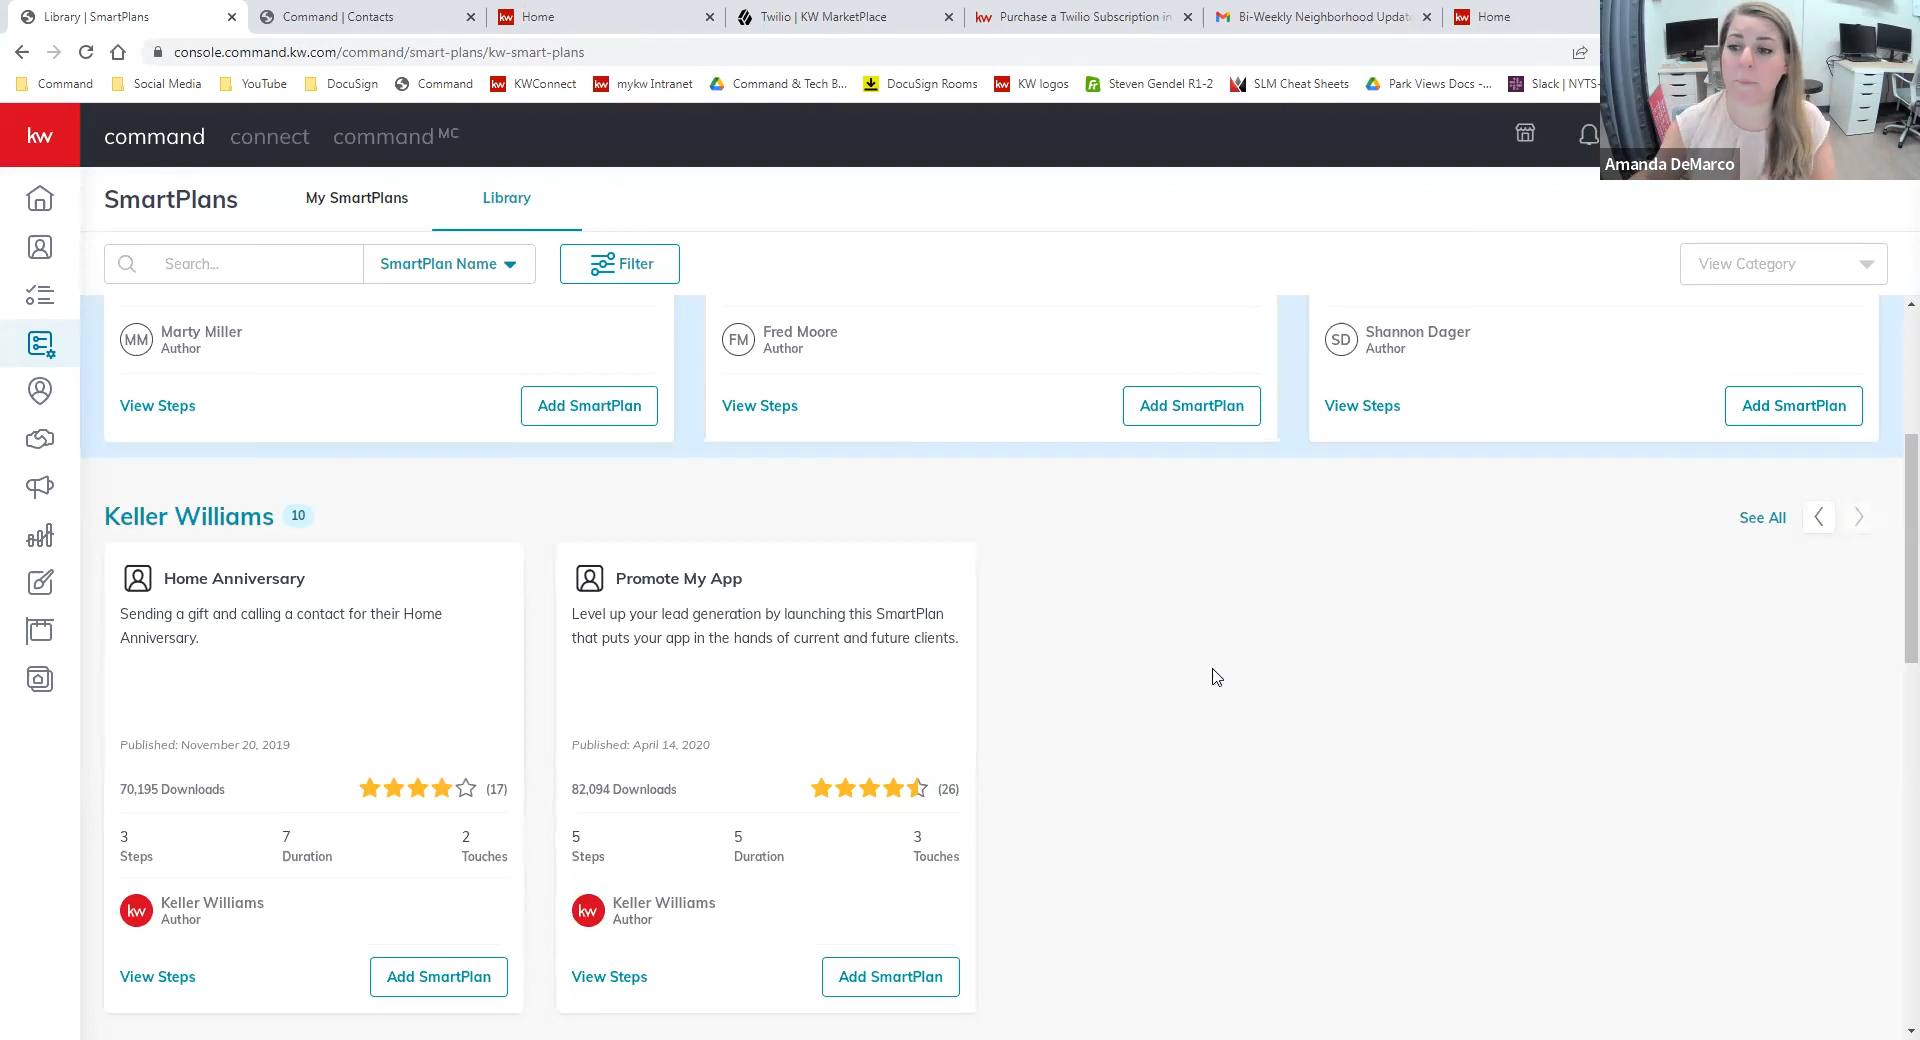 Library | SmartPlans
Command | Contacts
kw Home
Twilio | KW MarketPlace
kw Purchase a Twilio Subscription in
Bi-Weekly Neighborhood Updat
kw Home
console.command.kw.com/command/smart-plans/kw-smart-plans
Command
Social Media
YouTube
DocuSign
Command
kw KWConnect
kw mykw Intranet
Command & Tech B...
DocuSign Rooms
kw KW logos
Steven Gendel R1-2
SLM Cheat Sheets
Park Views Docs -...
Slack | NYTS-
Amanda DeMarco
kw
command connect command MC
SmartPlans
My SmartPlans
Library
Search...
SmartPlan Name
Filter
View Category
MM Marty Miller
Author
View Steps
Add SmartPlan
FM Fred Moore
Author
View Steps
Add SmartPlan
SD Shannon Dager
Author
View Steps
Add SmartPlan
Keller Williams 10
See All
Home Anniversary
Sending a gift and calling a contact for their Home
Anniversary.
Published: November 20, 2019
70,195 Downloads
(17)
3 7 2
Steps Duration Touches
kw Keller Williams
Author
View Steps
Add SmartPlan
Promote My App
Level up your lead generation by launching this SmartPlan
that puts your app in the hands of current and future clients.
Published: April 14, 2020
82,094 Downloads
(26)
5 5 3
Steps Duration Touches
kw Keller Williams
Author
View Steps
Add SmartPlan